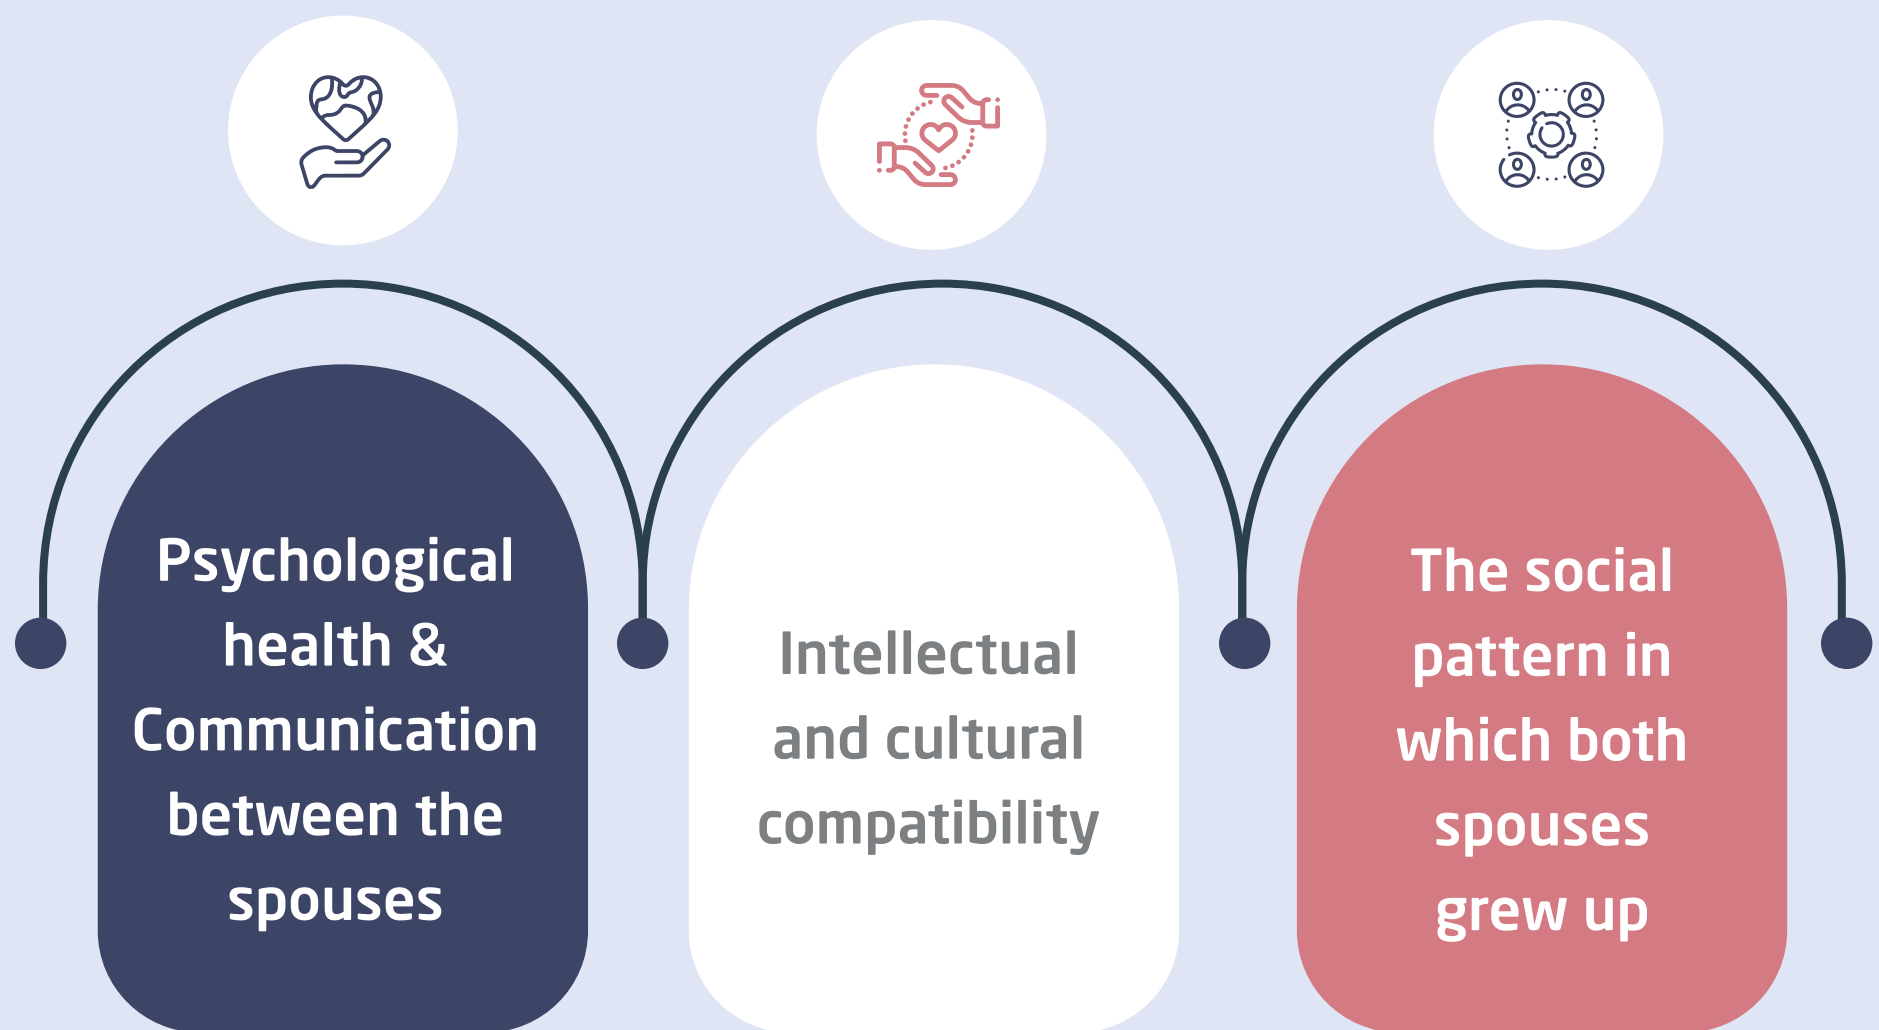 Psychological
health &
Communication
between the
spouses
Intellectual
and cultural
compatibility
The social
pattern in
which both
spouses
grew up